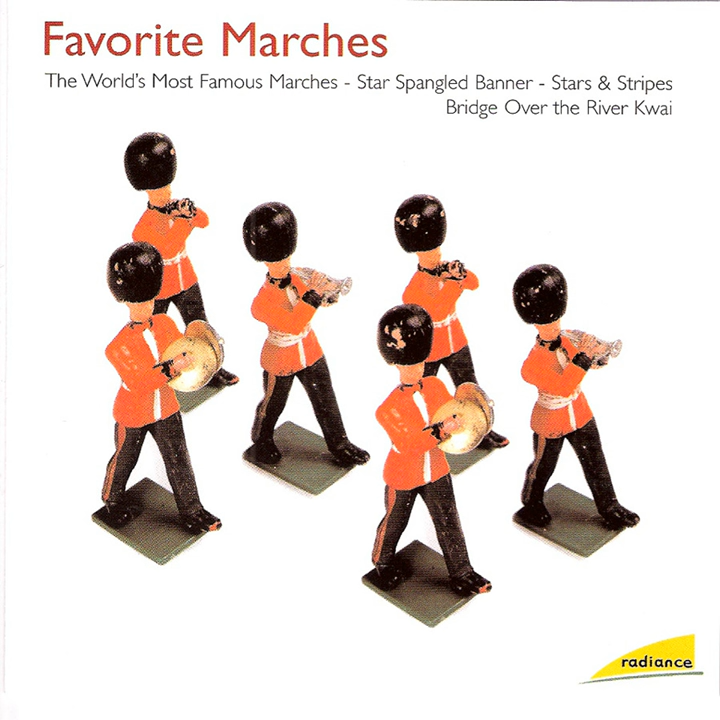 Favorite Marches
The World's Most Famous Marches - Star Spangled Banner - Stars & Stripes
Bridge Over the River Kwai
radiance